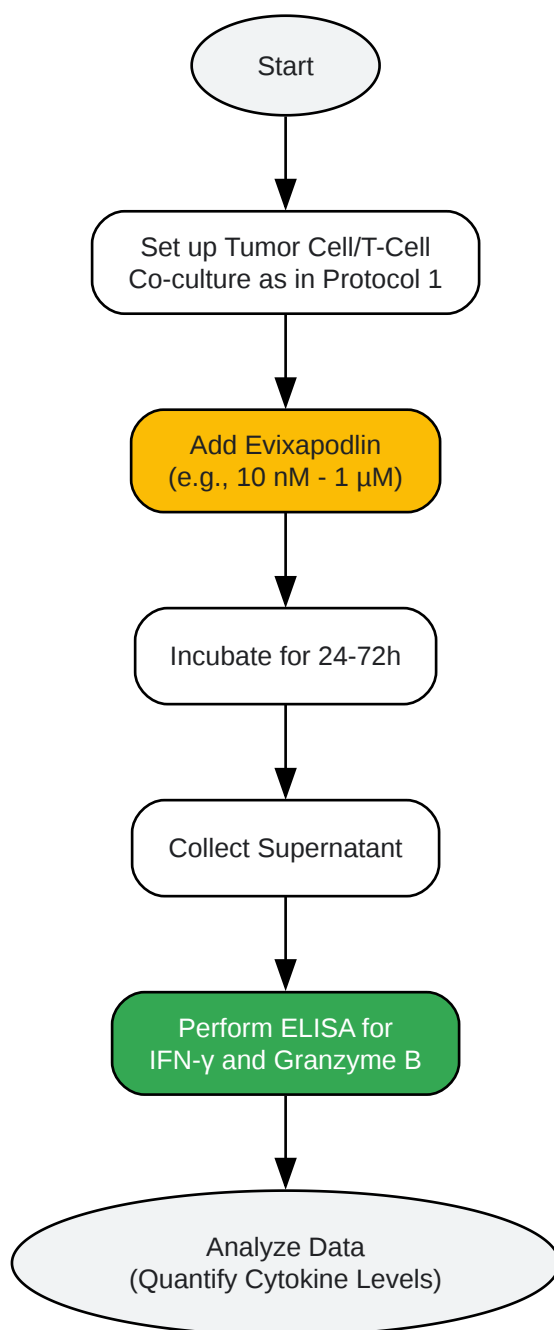 Start
Set up Tumor Cell/T-Cell
Co-culture as in Protocol 1
Add Evixapodlin
(e.g., 10 nM - 1 µM)
Incubate for 24-72h
Collect Supernatant
Perform ELISA for
IFN-γ and Granzyme B
Analyze Data
(Quantify Cytokine Levels)